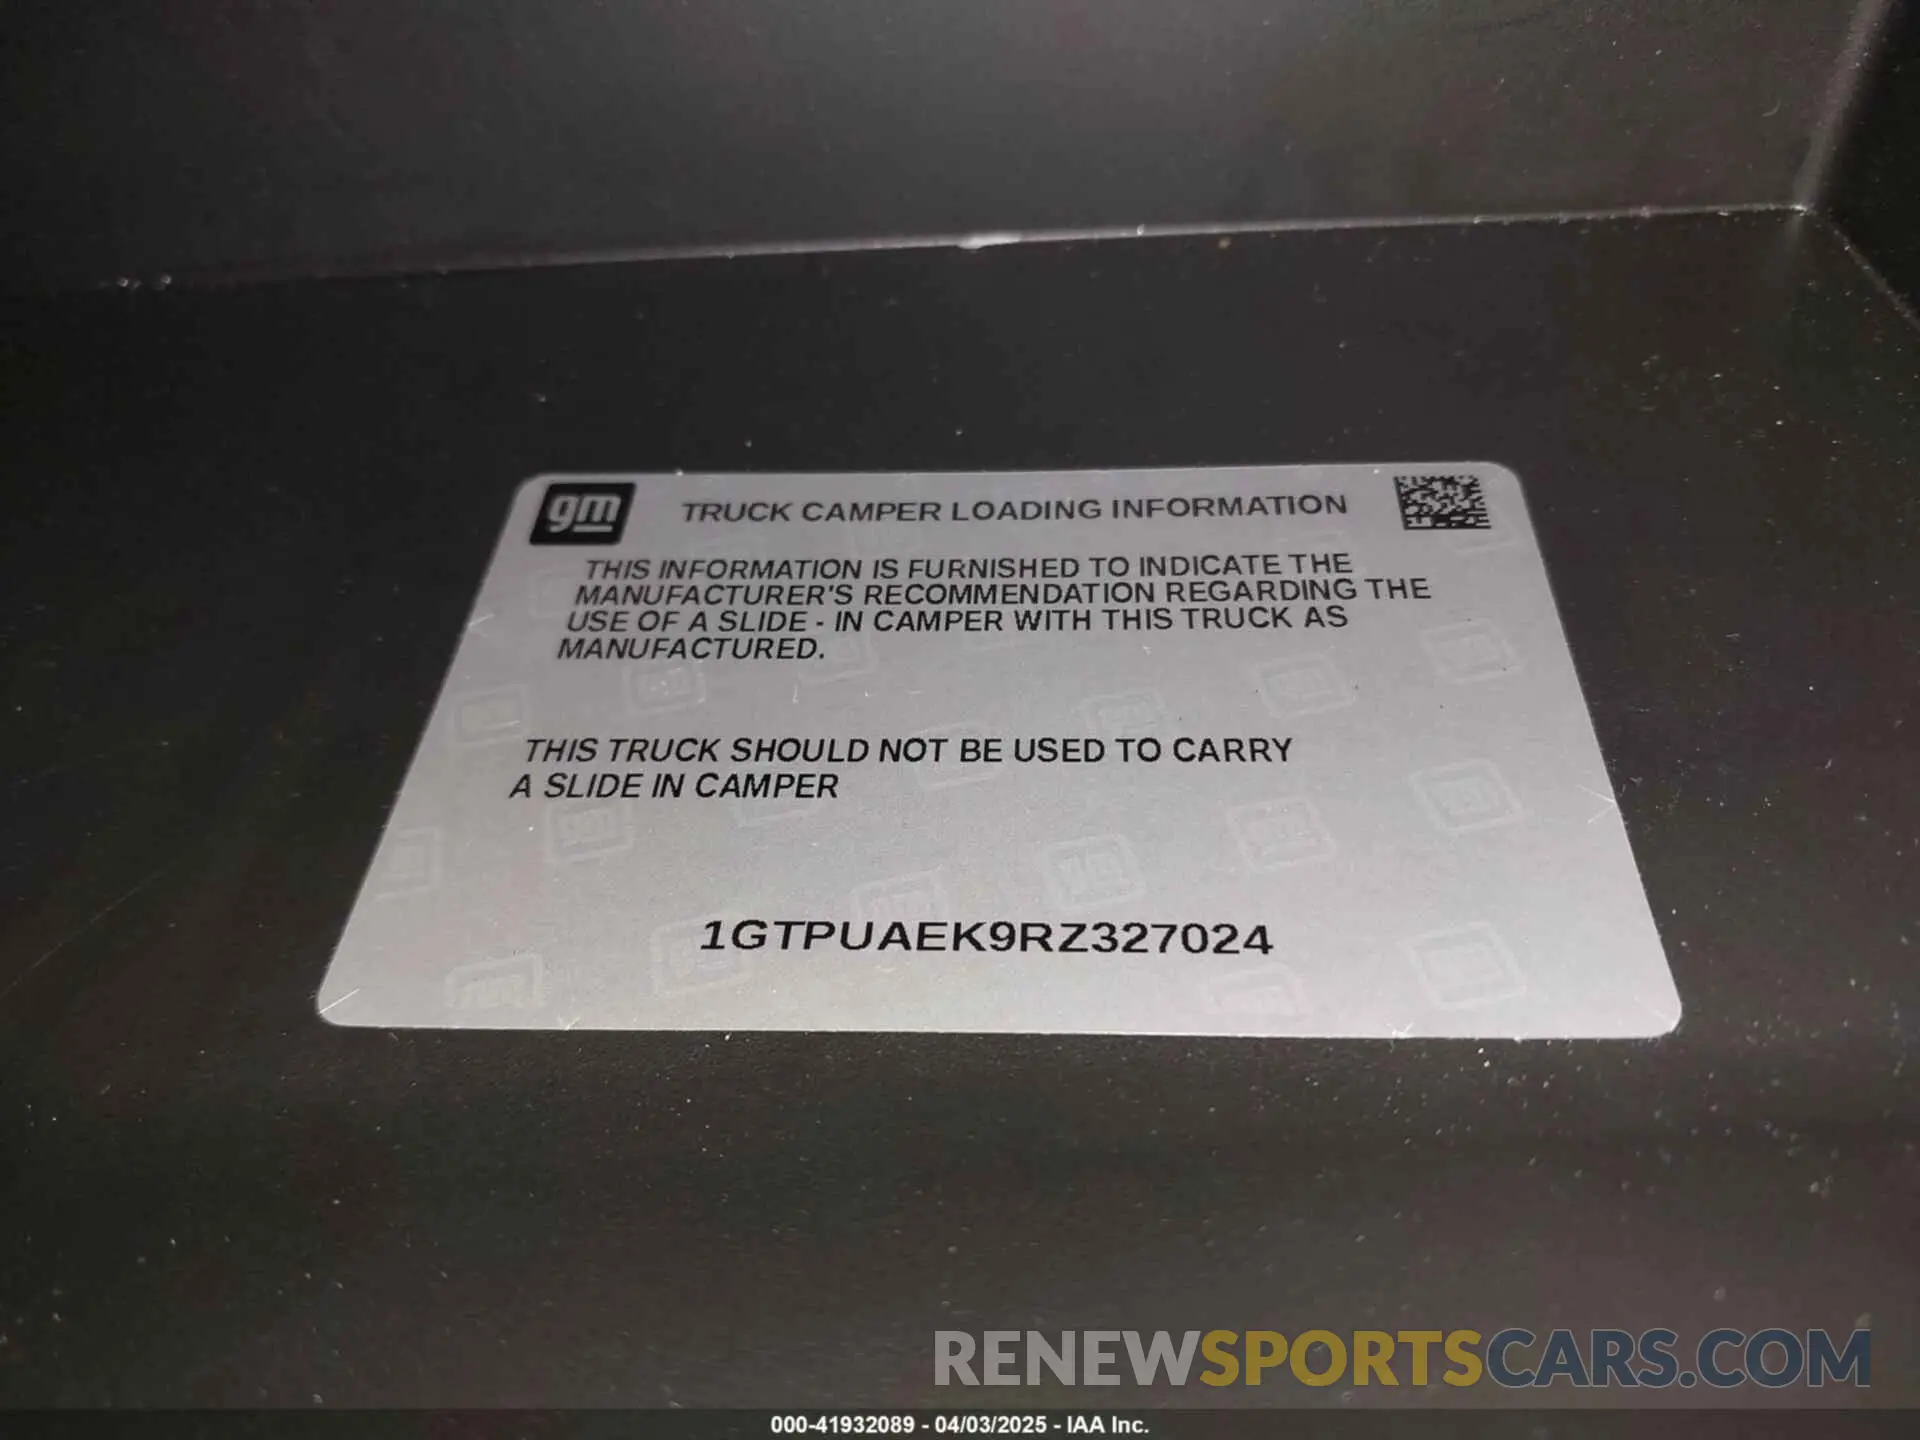 gm
TRUCK CAMPER LOADING INFORMATION
THIS INFORMATION IS FURNISHED TO INDICATE THE
MANUFACTURER'S RECOMMENDATION REGARDING THE
USE OF A SLIDE - IN CAMPER WITH THIS TRUCK AS
MANUFACTURED.
THIS TRUCK SHOULD NOT BE USED TO CARRY
A SLIDE IN CAMPER
1GTPUAEK9RZ327024
RENEWSPORTSCARS.COM
000-41932089 - 04/03/2025 - IAA Inc.